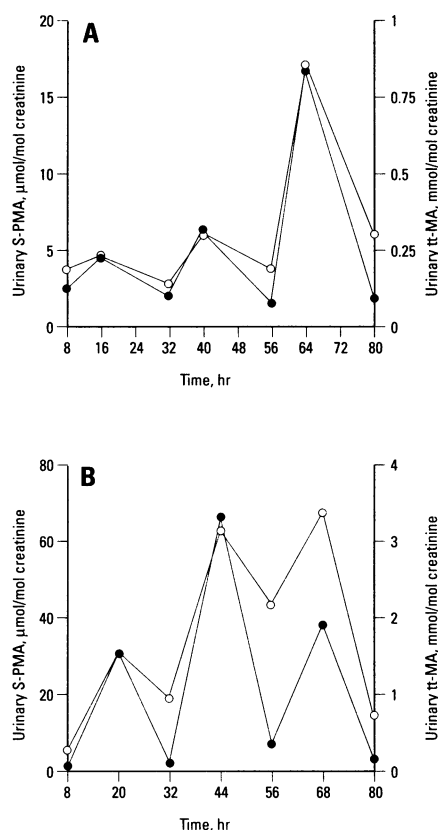 A
Urinary S-PMA, μmol/mol creatinine
20
15
10
5
0
1
0.75
0.50
0.25
0
Urinary tt-MA, mmol/mol creatinine
8 16 24 32 40 48 56 64 72 80
Time, hr
B
Urinary S-PMA, μmol/mol creatinine
80
60
40
20
0
4
3
2
1
0
Urinary tt-MA, mmol/mol creatinine
8 20 32 44 56 68 80
Time, hr